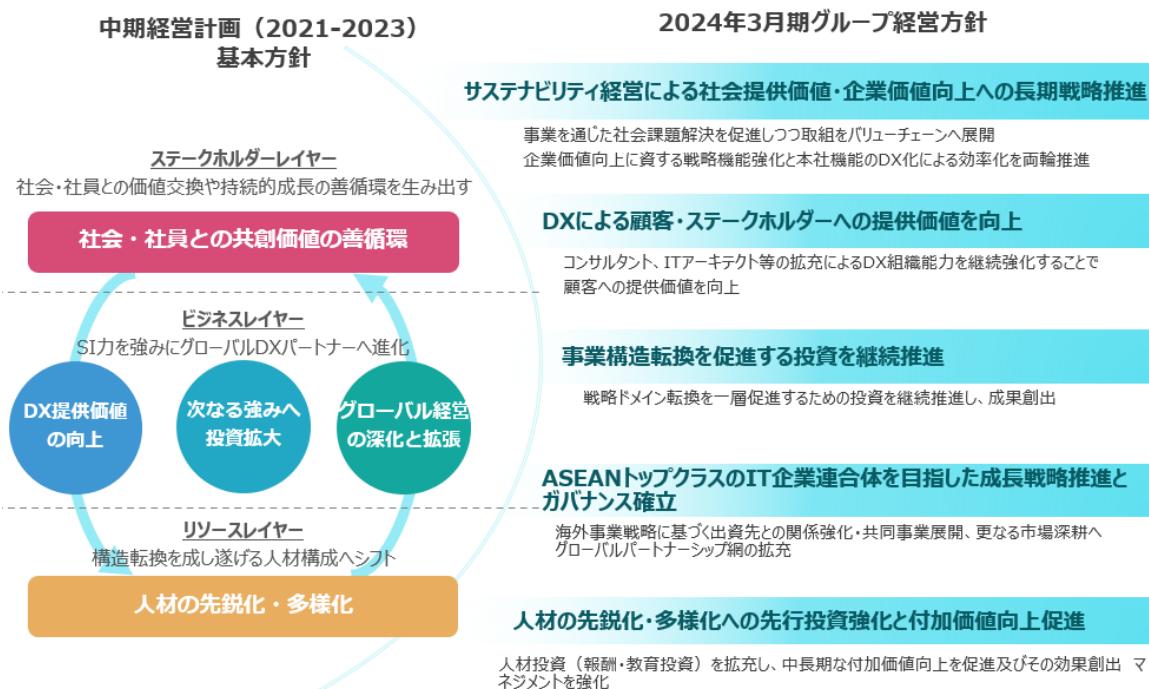 中期経営計画（2021-2023）
基本方針
ステークホルダーレイヤー
社会・社員との価値交換や持続的成長の善循環を生み出す
社会・社員との共創価値の善循環
ビジネスレイヤー
SI力を強みにグローバルDXパートナーへ進化
DX提供価値
の向上
次なる強みへ
投資拡大
グローバル経営
の深化と拡張
リソースレイヤー
構造転換を成し遂げる人材構成へシフト
人材の先鋭化・多様化
2024年3月期グループ経営方針
サステナビリティ経営による社会提供価値・企業価値向上への長期戦略推進
事業を通じた社会課題解決を促進しつつ取組をバリューチェーンへ展開
企業価値向上に資する戦略機能強化と本社機能のDX化による効率化を両輪推進
DXによる顧客・ステークホルダーへの提供価値を向上
コンサルタント、ITアーキテクト等の拡充によるDX組織能力を継続強化することで
顧客への提供価値を向上
事業構造転換を促進する投資を継続推進
戦略ドメイン転換を一層促進するための投資を継続推進し、成果創出
ASEANトップクラスのIT企業連合体を目指した成長戦略推進と
ガバナンス確立
海外事業戦略に基づく出資先との関係強化・共同事業展開、更なる市場深耕へ
グローバルパートナーシップ網の拡充
人材の先鋭化・多様化への先行投資強化と付加価値向上促進
人材投資（報酬・教育投資）を拡充し、中長期な付加価値向上を促進及びその効果創出 マ
ネジメントを強化